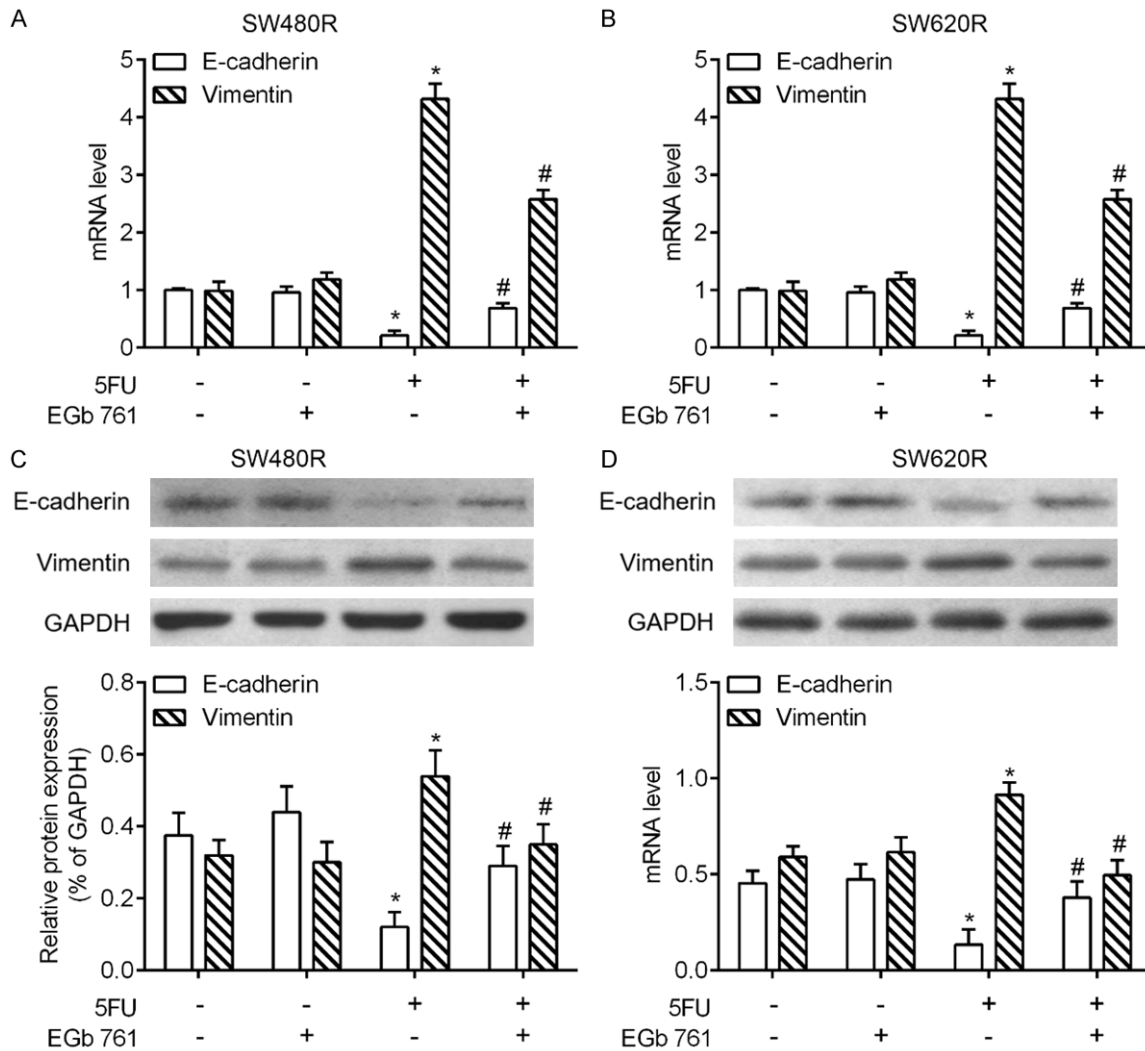 A
SW480R
E-cadherin
Vimentin
mRNA level
5
4
3
2
1
0
*
*
#
#
5FU - - + +
EGb 761 - + - +
B
SW620R
E-cadherin
Vimentin
mRNA level
5
4
3
2
1
0
*
*
#
#
5FU - - + +
EGb 761 - + - +
C
SW480R
E-cadherin
Vimentin
GAPDH
E-cadherin
Vimentin
Relative protein expression
(% of GAPDH)
0.8
0.6
0.4
0.2
0.0
*
*
#
#
5FU - - + +
EGb 761 - + - +
D
SW620R
E-cadherin
Vimentin
GAPDH
E-cadherin
Vimentin
mRNA level
1.5
1.0
0.5
0.0
*
*
#
#
5FU - - + +
EGb 761 - + - +